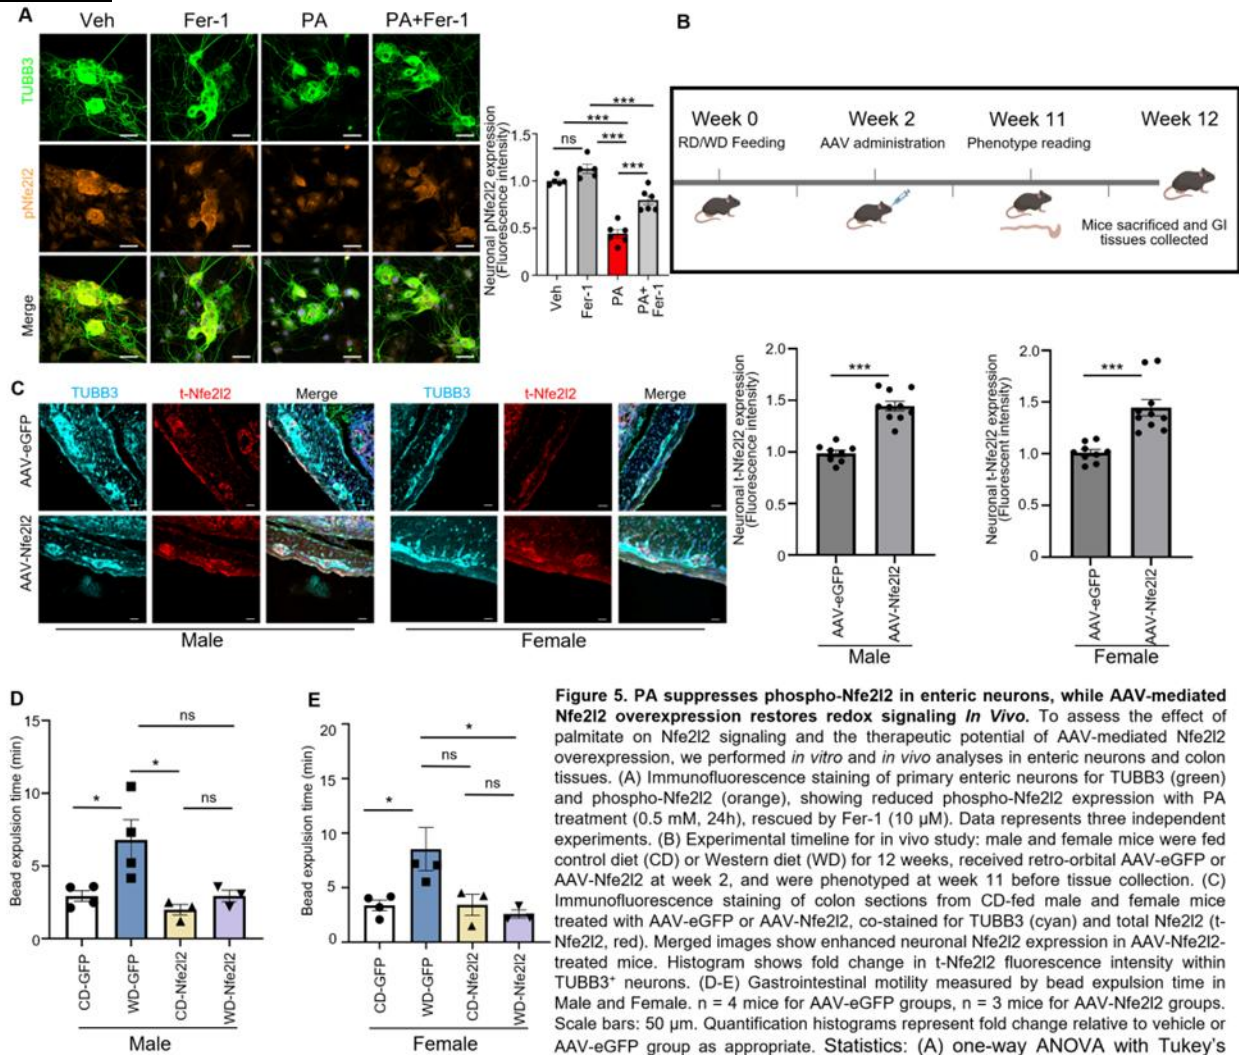 A
Veh Fer-1 PA PA+Fer-1
TUBB3
pNfe2l2
Merge
Neuronal pNfe2l2 expression
(Fluorescence intensity)
1.5
1.0
0.5
0
ns
***
***
***
***
Veh
Fer-1
PA
PA+
Fer-1
B
Week 0
RD/WD Feeding
Week 2
AAV administration
Week 11
Phenotype reading
Week 12
Mice sacrificed and GI
tissues collected
C
TUBB3 t-Nfe2l2 Merge TUBB3 t-Nfe2l2 Merge
AAV-eGFP
AAV-Nfe2l2
Male Female
Neuronal t-Nfe2l2 expression
(Fluorescence intensity)
2.0
1.5
1.0
0.5
0
***
AAV-eGFP
AAV-Nfe2l2
Male
Neuronal t-Nfe2l2 expression
(Fluorescent intensity)
2.0
1.5
1.0
0.5
0
***
AAV-eGFP
AAV-Nfe2l2
Female
D
Bead expulsion time (min)
15
10
5
0
ns
*
*
ns
CD-GFP
WD-GFP
CD-Nfe2l2
WD-Nfe2l2
Male
E
Bead expulsion time (min)
20
15
10
5
0
*
ns
*
ns
CD-GFP
WD-GFP
CD-Nfe2l2
WD-Nfe2l2
Female
Figure 5. PA suppresses phospho-Nfe2l2 in enteric neurons, while AAV-mediated
Nfe2l2 overexpression restores redox signaling In Vivo. To assess the effect of
palmitate on Nfe2l2 signaling and the therapeutic potential of AAV-mediated Nfe2l2
overexpression, we performed in vitro and in vivo analyses in enteric neurons and colon
tissues. (A) Immunofluorescence staining of primary enteric neurons for TUBB3 (green)
and phospho-Nfe2l2 (orange), showing reduced phospho-Nfe2l2 expression with PA
treatment (0.5 mM, 24h), rescued by Fer-1 (10 µM). Data represents three independent
experiments. (B) Experimental timeline for in vivo study: male and female mice were fed
control diet (CD) or Western diet (WD) for 12 weeks, received retro-orbital AAV-eGFP or
AAV-Nfe2l2 at week 2, and were phenotyped at week 11 before tissue collection. (C)
Immunofluorescence staining of colon sections from CD-fed male and female mice
treated with AAV-eGFP or AAV-Nfe2l2, co-stained for TUBB3 (cyan) and total Nfe2l2 (t-
Nfe2l2, red). Merged images show enhanced neuronal Nfe2l2 expression in AAV-Nfe2l2-
treated mice. Histogram shows fold change in t-Nfe2l2 fluorescence intensity within
TUBB3⁺ neurons. (D-E) Gastrointestinal motility measured by bead expulsion time in
Male and Female. n = 4 mice for AAV-eGFP groups, n = 3 mice for AAV-Nfe2l2 groups.
Scale bars: 50 µm. Quantification histograms represent fold change relative to vehicle or
AAV-eGFP group as appropriate. Statistics: (A) one-way ANOVA with Tukey's